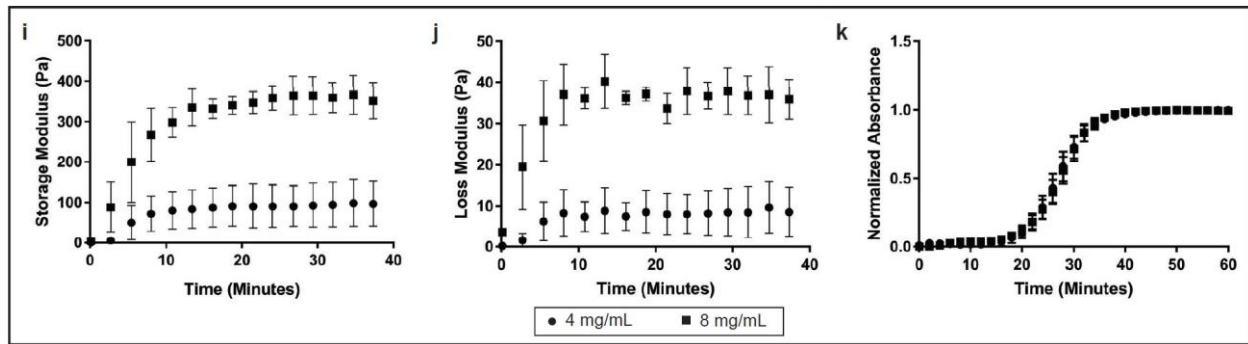 i
Storage Modulus (Pa)
500
400
300
200
100
0
0 10 20 30 40
Time (Minutes)
j
Loss Modulus (Pa)
50
40
30
20
10
0
0 10 20 30 40
Time (Minutes)
k
Normalized Absorbance
1.5
1.0
0.5
0.0
0 10 20 30 40 50 60
Time (Minutes)
4 mg/mL 8 mg/mL